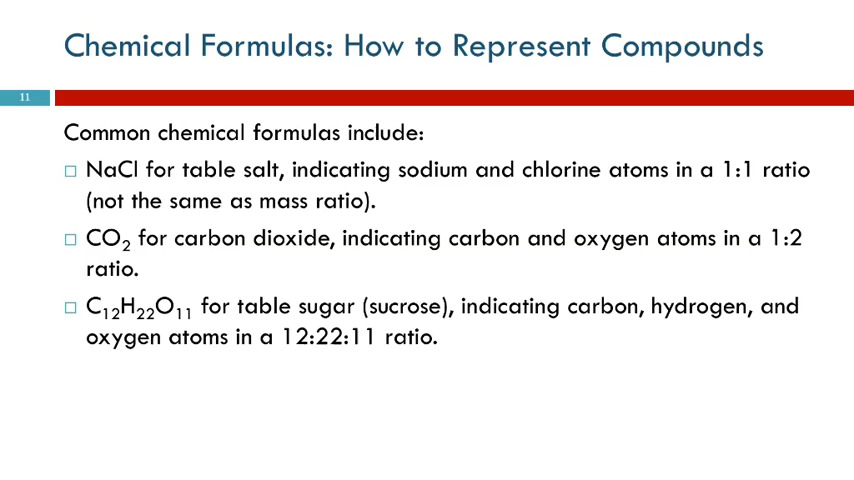 Chemical Formulas: How to Represent Compounds
11
Common chemical formulas include:
NaCl for table salt, indicating sodium and chlorine atoms in a 1:1 ratio
(not the same as mass ratio).
CO₂ for carbon dioxide, indicating carbon and oxygen atoms in a 1:2
ratio.
C₁₂H₂₂O₁₁ for table sugar (sucrose), indicating carbon, hydrogen, and
oxygen atoms in a 12:22:11 ratio.